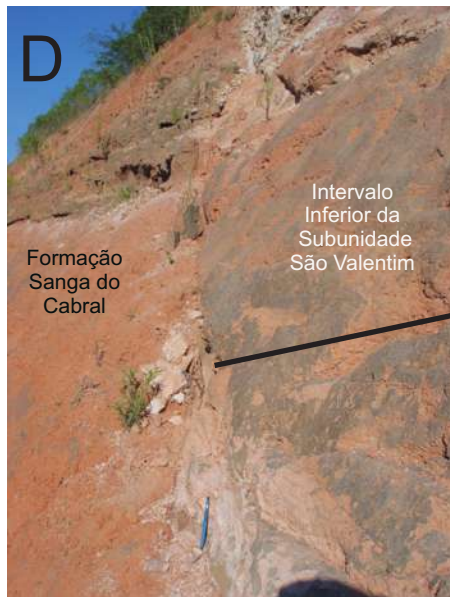 D
Intervalo
Inferior da
Subunidade
São Valentim
Formação
Sanga do
Cabral